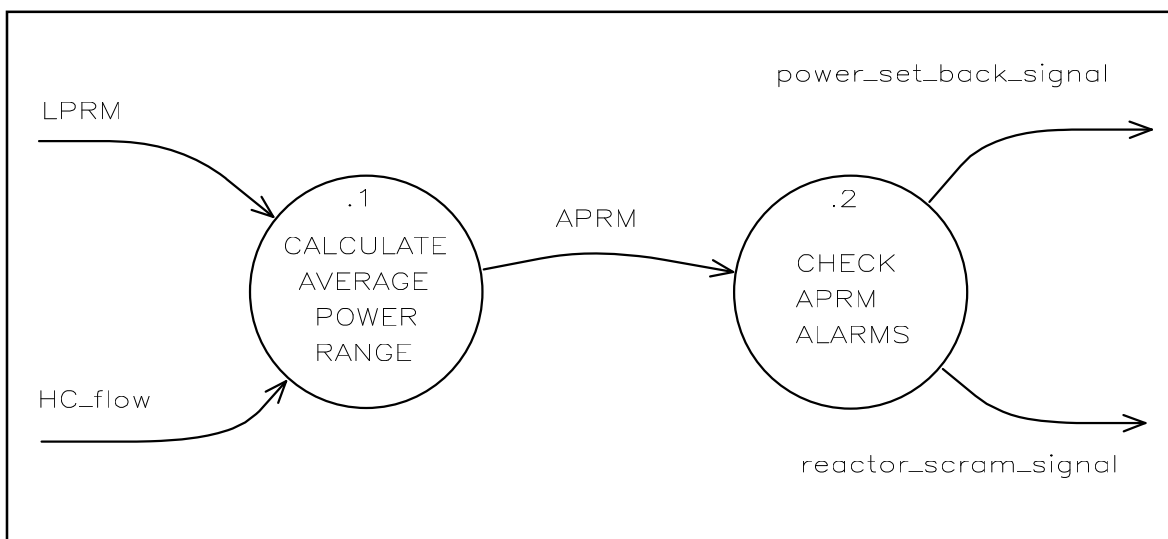 LPRM
HC_flow
.1
CALCULATE
AVERAGE
POWER
RANGE
APRM
.2
CHECK
APRM
ALARMS
power_set_back_signal
reactor_scram_signal